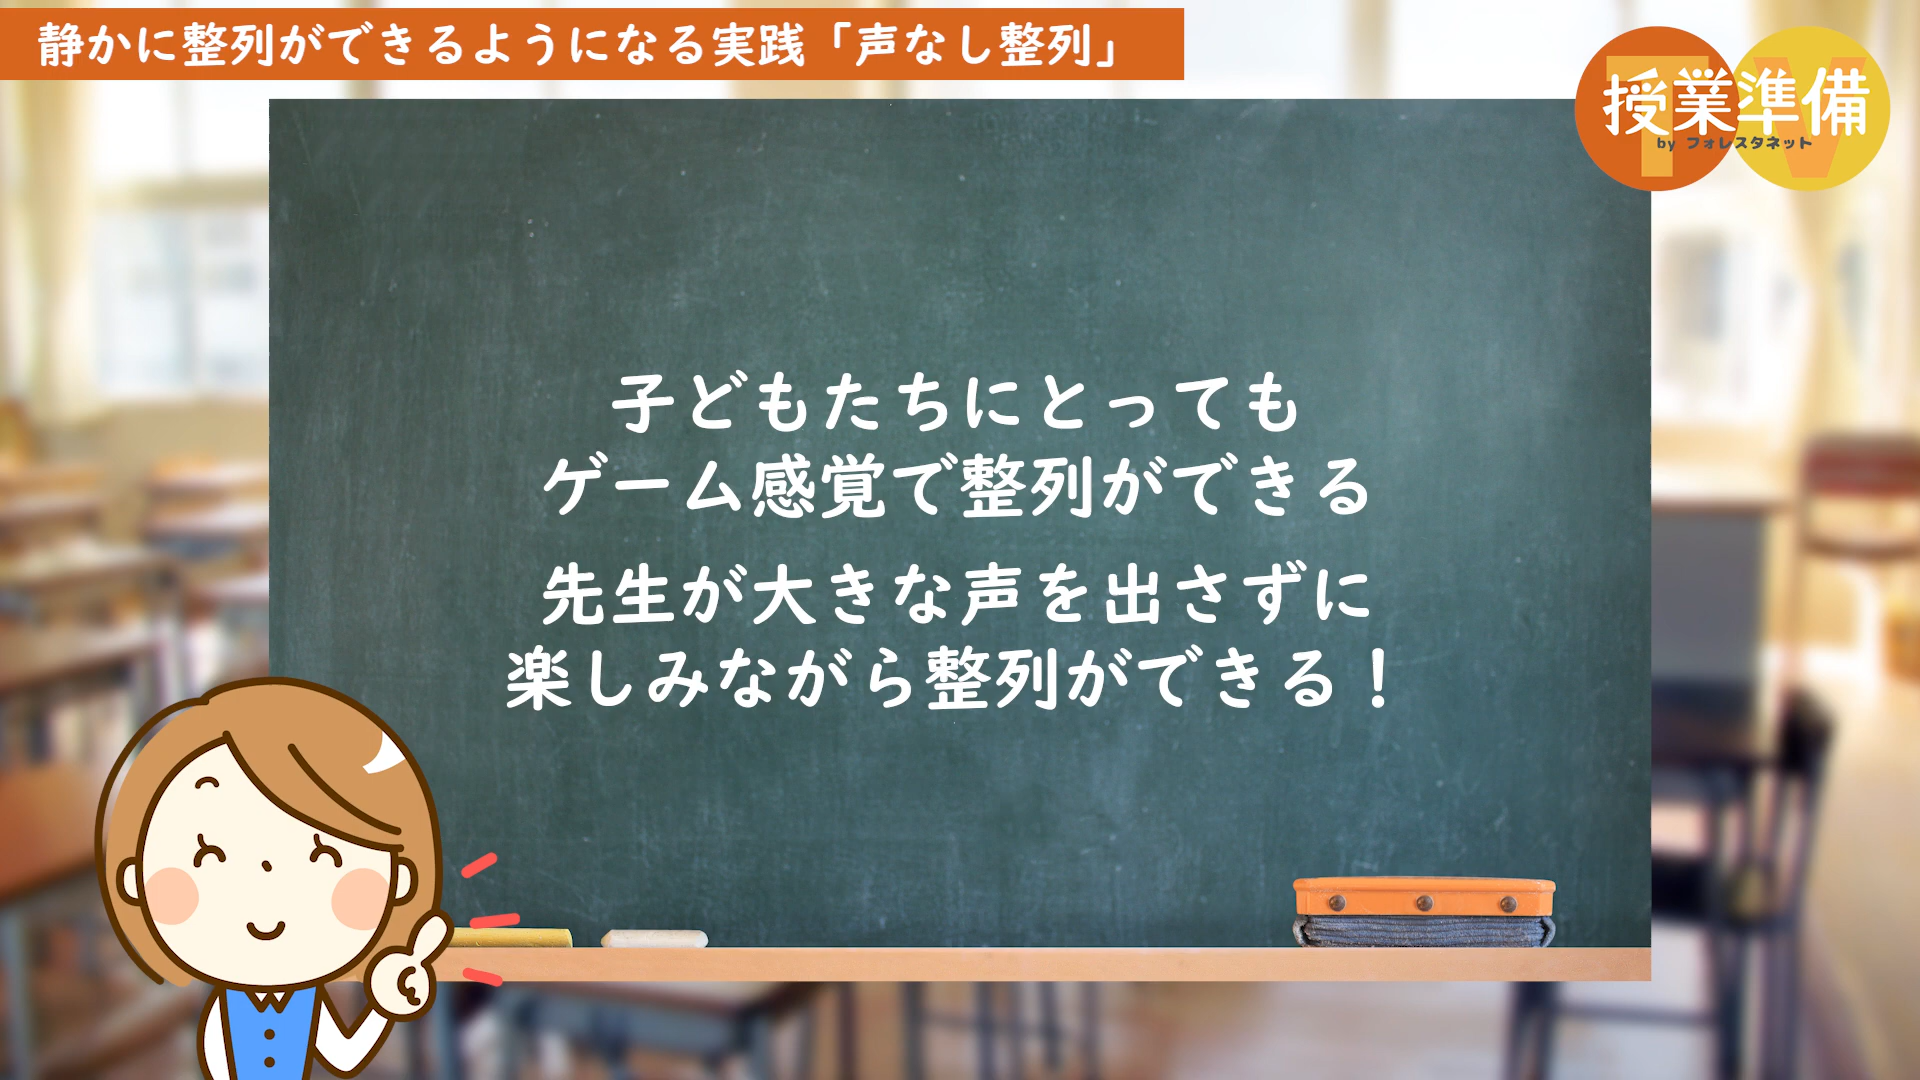 静かに整列ができるようになる実践「声なし整列」
TV
授業準備
by フォレスタネット
子どもたちにとっても
ゲーム感覚で整列ができる
先生が大きな声を出さずに
楽しみながら整列ができる！